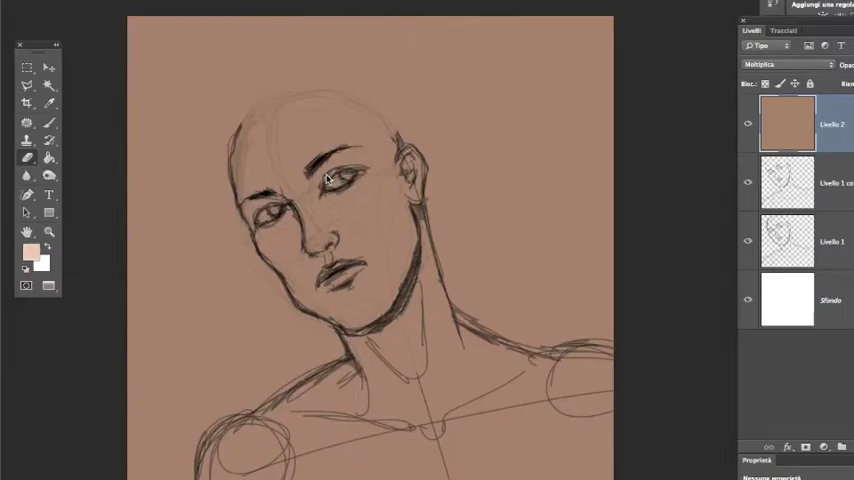 Aggiungi una regola
Livelli Tracciati
Tipo T
Moltiplica Opac
Bloc.: Rien
Livello 2
Livello 1 co
Livello 1
Sfondo
fx
Proprietà
Nessuna proprietà
T